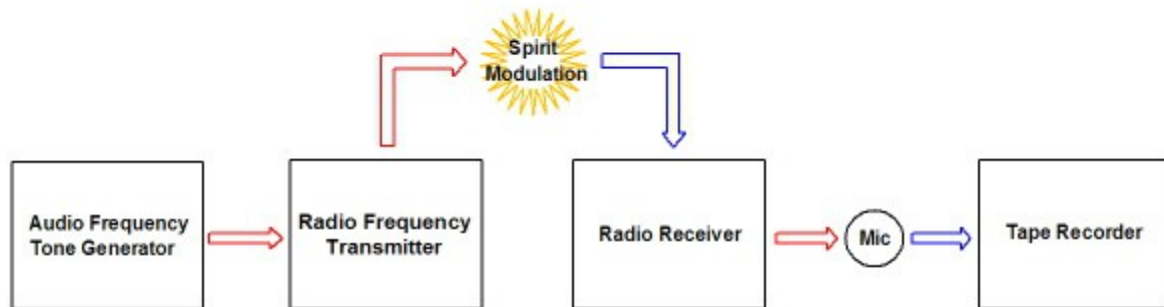 Spirit
Modulation
Audio Frequency
Tone Generator
Radio Frequency
Transmitter
Radio Receiver
Mic
Tape Recorder